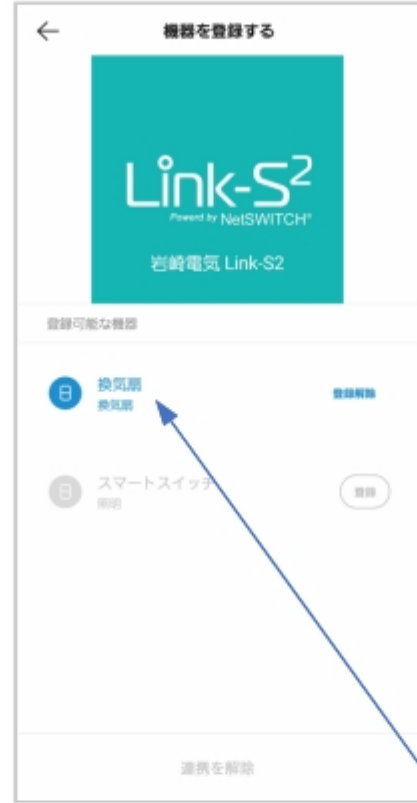 機器を登録する
Link-S²
Powered by NetSWITCH®
岩崎電気 Link-S2
登録可能な機器
換気扇
換気扇
登録解除
スマートスイッチ
照明
登録
連携を解除